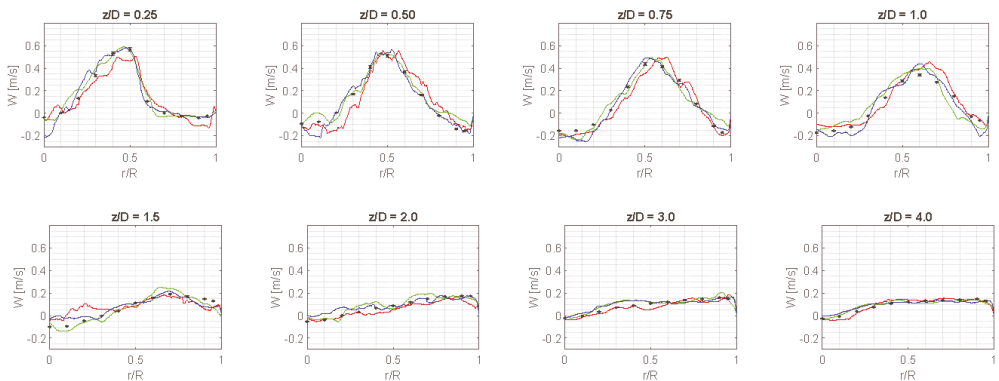 z/D = 0.25
z/D = 0.50
z/D = 0.75
z/D = 1.0
0.6
0.4
0.2
0
-0.2
W [m/s]
0
0.5
1
r/R
0.6
0.4
0.2
0
-0.2
W [m/s]
0
0.5
1
r/R
0.6
0.4
0.2
0
-0.2
W [m/s]
0
0.5
1
r/R
0.6
0.4
0.2
0
-0.2
W [m/s]
0
0.5
1
r/R
z/D = 1.5
z/D = 2.0
z/D = 3.0
z/D = 4.0
0.6
0.4
0.2
0
-0.2
W [m/s]
0
0.5
1
r/R
0.6
0.4
0.2
0
-0.2
W [m/s]
0
0.5
1
r/R
0.6
0.4
0.2
0
-0.2
W [m/s]
0
0.5
1
r/R
0.6
0.4
0.2
0
-0.2
W [m/s]
0
0.5
1
r/R